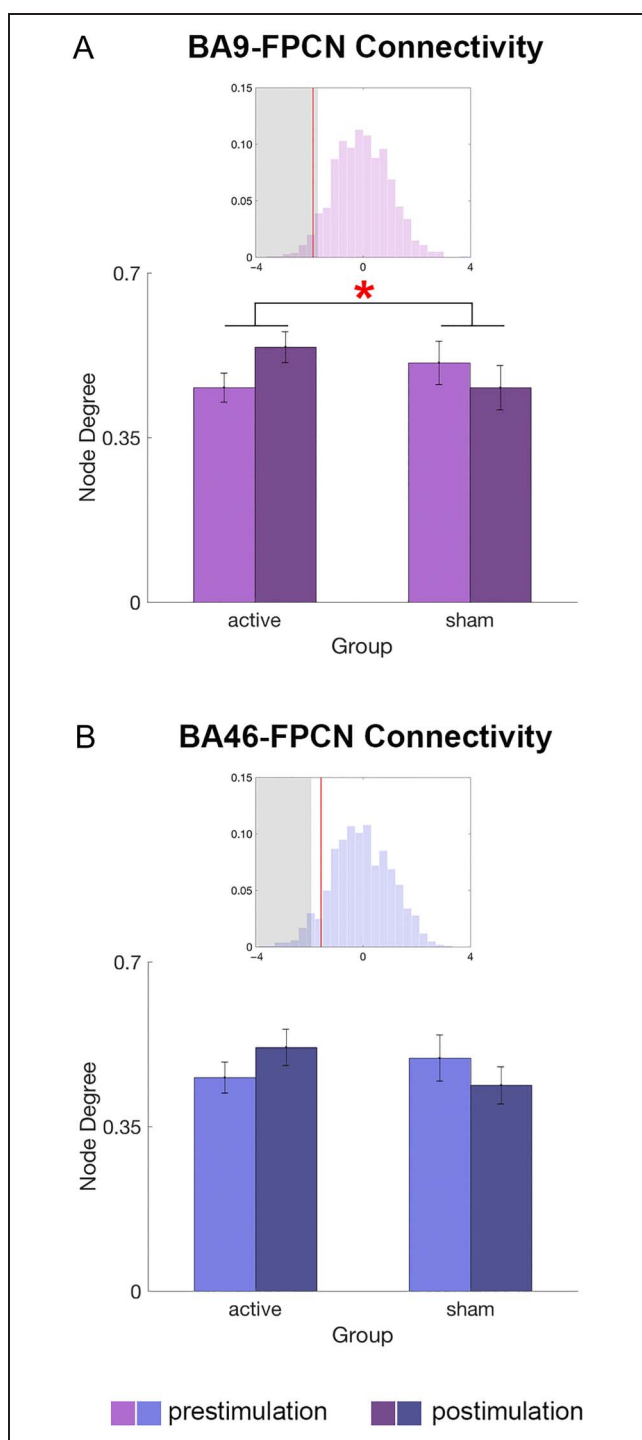 A BA9-FPCN Connectivity
0.15
0.10
0.05
0
−4 0 4
0.7
*
0.35
0
Node Degree
active sham
Group
B BA46-FPCN Connectivity
0.15
0.10
0.05
0
−4 0 4
0.7
0.35
0
Node Degree
active sham
Group
prestimulation postimulation